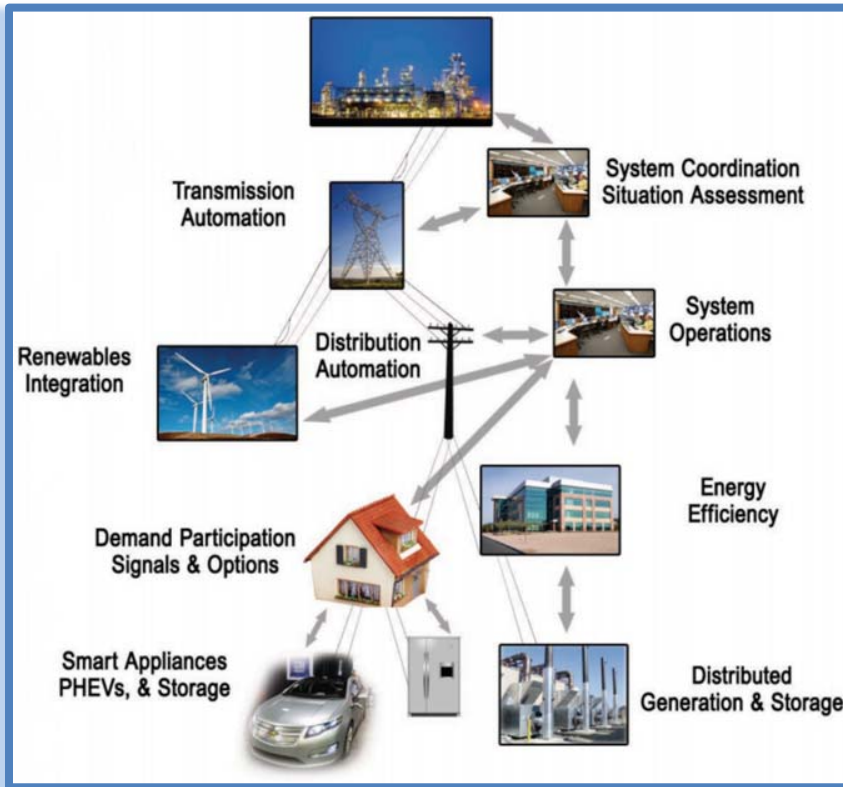 Transmission
Automation
System Coordination
Situation Assessment
System
Operations
Renewables
Integration
Distribution
Automation
Energy
Efficiency
Demand Participation
Signals & Options
Smart Appliances
PHEVs, & Storage
Distributed
Generation & Storage